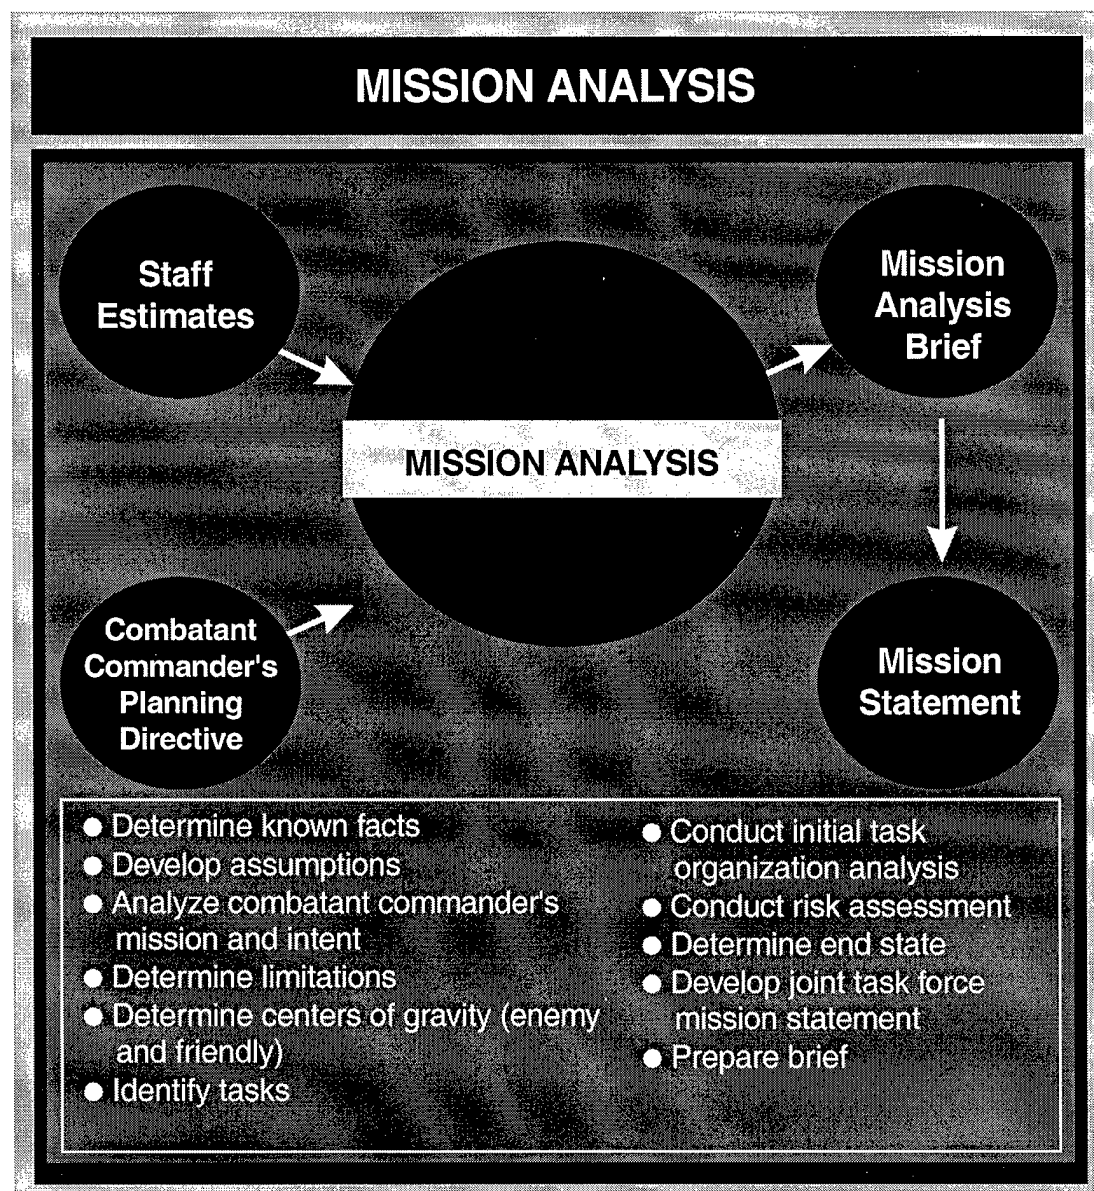 MISSION ANALYSIS
Staff
Estimates
Mission
Analysis
Brief
MISSION ANALYSIS
Combatant
Commander's
Planning
Directive
Mission
Statement
● Determine known facts
● Develop assumptions
● Analyze combatant commander's
mission and intent
● Determine limitations
● Determine centers of gravity (enemy
and friendly)
● Identify tasks
● Conduct initial task
organization analysis
● Conduct risk assessment
● Determine end state
● Develop joint task force
mission statement
● Prepare brief